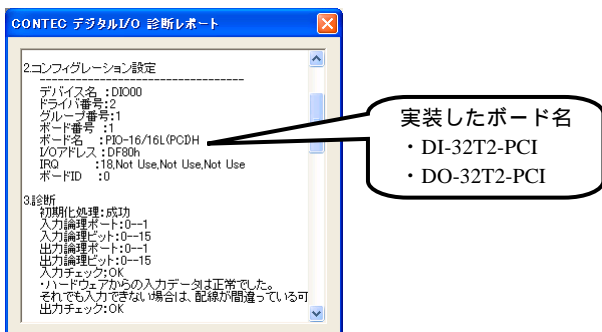 CONTEC デジタルI/O 診断レポート
2.コンフィグレーション設定
----------------------------------
デバイス名 :DIO00
ドライバ番号:2
グループ番号:1
ボード番号 :1
ボード名 :PIO-16/16L(PCI)H
I/Oアドレス :DF80h
IRQ :18,Not Use,Not Use,Not Use
ボードID :0
3.診断
初期化処理:成功
入力論理ポート:0--1
入力論理ビット:0--15
出力論理ポート:0--1
出力論理ビット:0--15
入力チェック:OK
・ハードウェアからの入力データは正常でした。
それでも入力できない場合は、配線が間違っている可
出力チェック:OK
実装したボード名
・DI-32T2-PCI
・DO-32T2-PCI